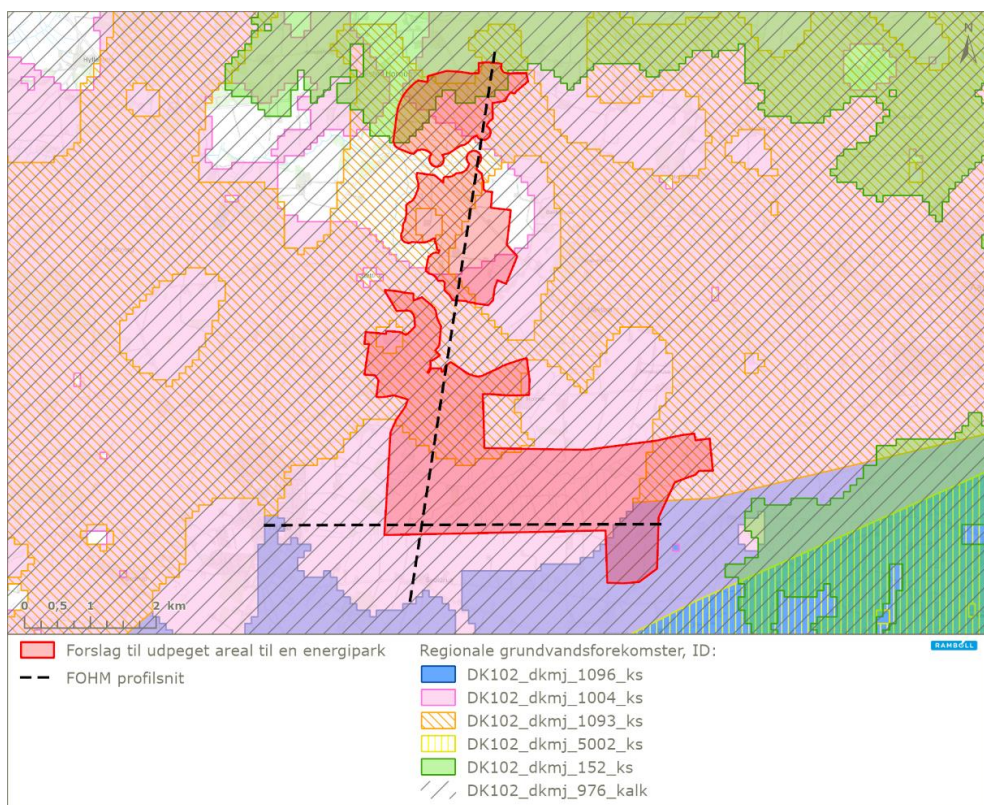 N
0 0,5 1 2 km
Forslag til udpeget areal til en energipark
FOHM profilsnit
Regionale grundvandsforekomster, ID:
DK102_dkmj_1096_ks
DK102_dkmj_1004_ks
DK102_dkmj_1093_ks
DK102_dkmj_5002_ks
DK102_dkmj_152_ks
DK102_dkmj_976_kalk
RAMBOLL